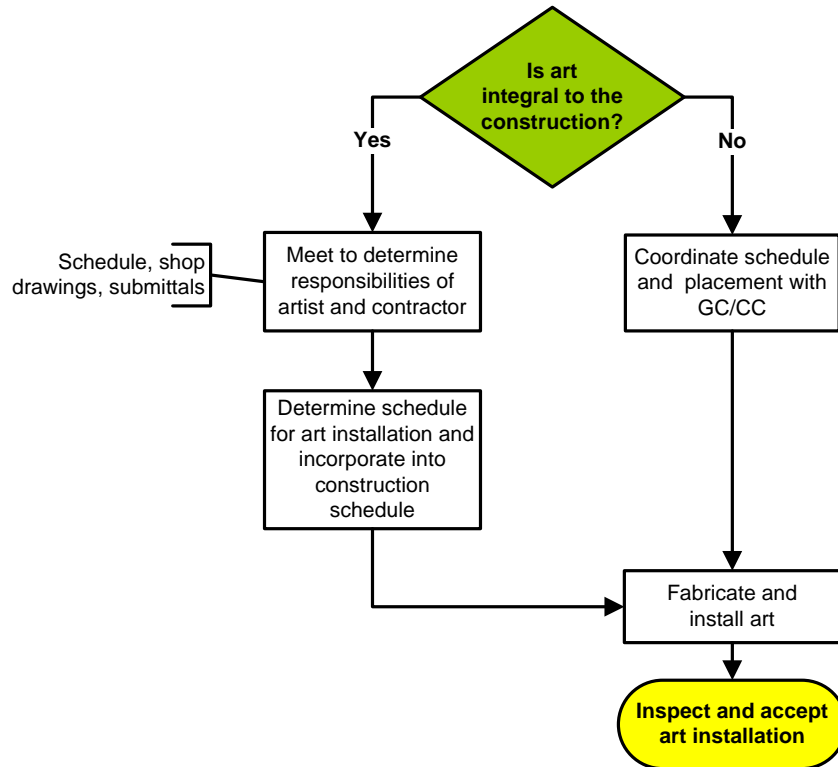 Is art
integral to the
construction?
Yes
No
Schedule, shop
drawings, submittals
Meet to determine
responsibilities of
artist and contractor
Coordinate schedule
and placement with
GC/CC
Determine schedule
for art installation and
incorporate into
construction
schedule
Fabricate and
install art
Inspect and accept
art installation